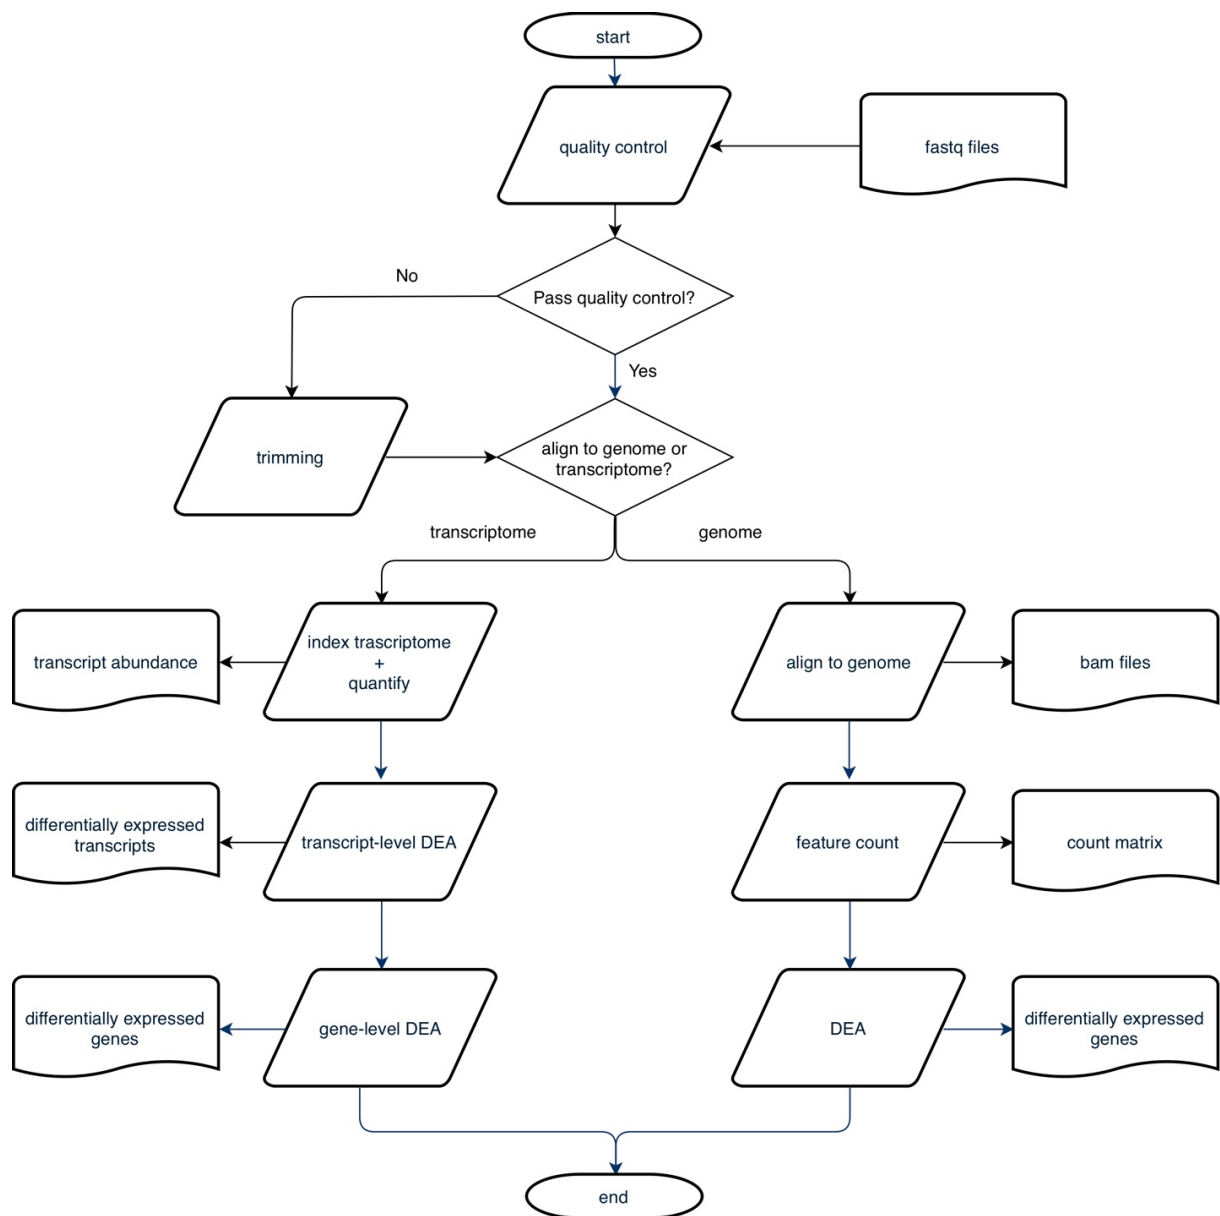 start
quality control
fastq files
No
Pass quality control?
Yes
trimming
align to genome or
transcriptome?
transcriptome
genome
transcript abundance
index trascriptome
+
quantify
align to genome
bam files
differentially expressed
transcripts
transcript-level DEA
feature count
count matrix
differentially expressed
genes
gene-level DEA
DEA
differentially expressed
genes
end